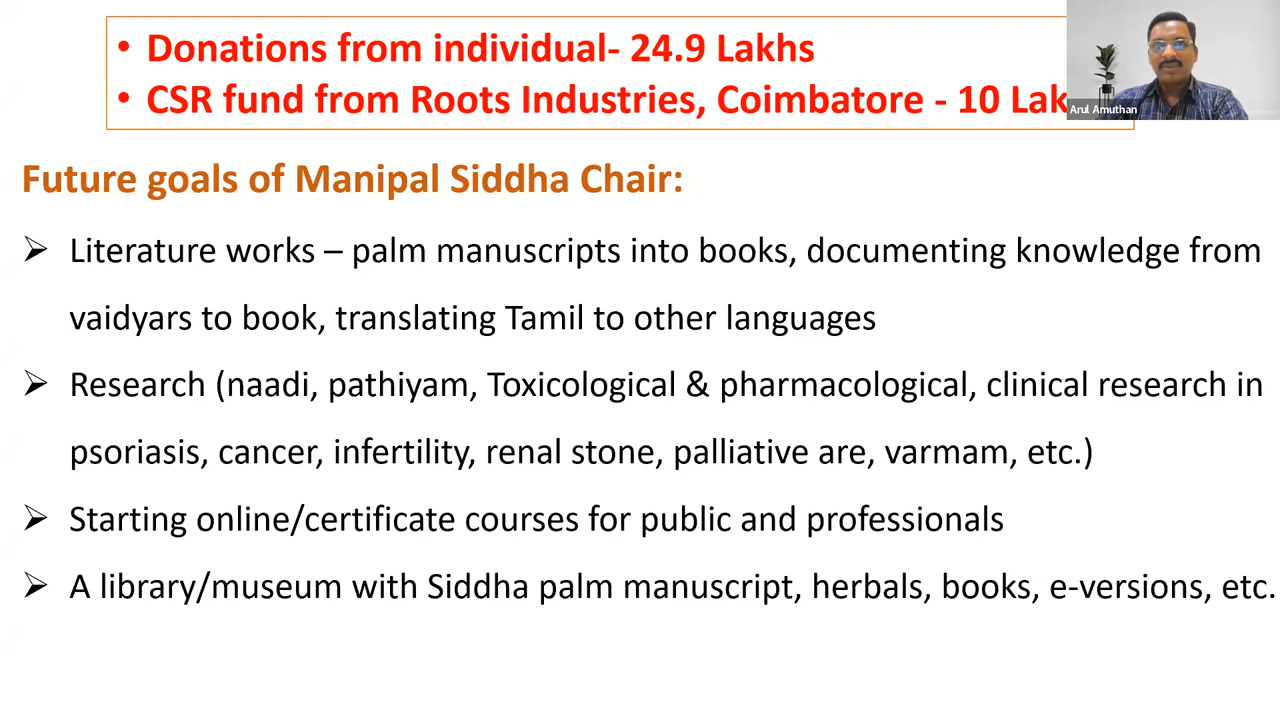 • Donations from individual- 24.9 Lakhs
• CSR fund from Roots Industries, Coimbatore - 10 Lak
Arul Amuthan
Future goals of Manipal Siddha Chair:
➢ Literature works – palm manuscripts into books, documenting knowledge from
vaidyars to book, translating Tamil to other languages
➢ Research (naadi, pathiyam, Toxicological & pharmacological, clinical research in
psoriasis, cancer, infertility, renal stone, palliative are, varmam, etc.)
➢ Starting online/certificate courses for public and professionals
➢ A library/museum with Siddha palm manuscript, herbals, books, e-versions, etc.